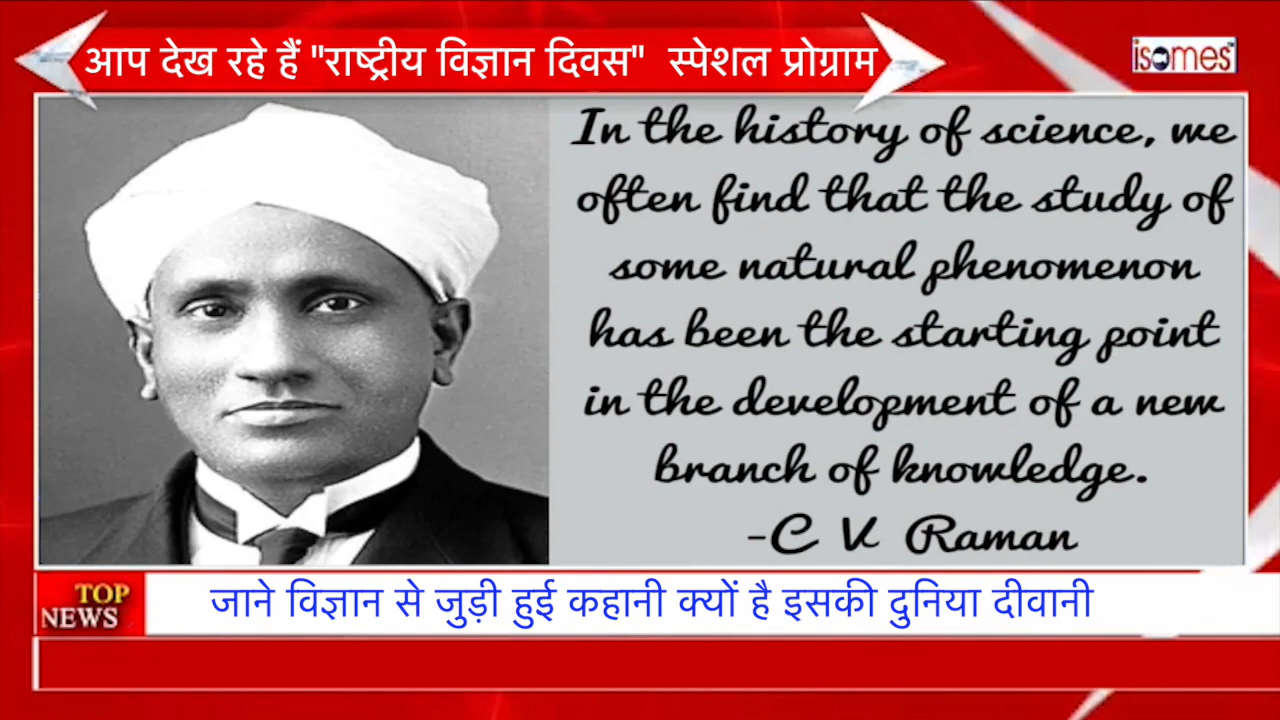 आप देख रहे हैं "राष्ट्रीय विज्ञान दिवस" स्पेशल प्रोग्राम
isomes
In the history of science, we
often find that the study of
some natural phenomenon
has been the starting point
in the development of a new
branch of knowledge.
-C V Raman
TOP
NEWS
जाने विज्ञान से जुड़ी हुई कहानी क्यों है इसकी दुनिया दीवानी